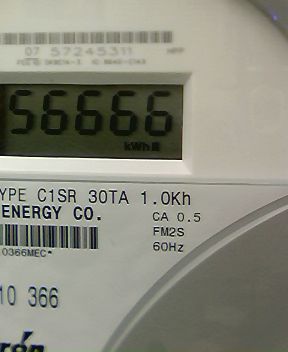 07 57245311
56666
kWh
YPE C1SR 30TA 1.0Kh
ENERGY CO.
CA 0.5
FM2S
60Hz
0366MEC*
10 366
rón